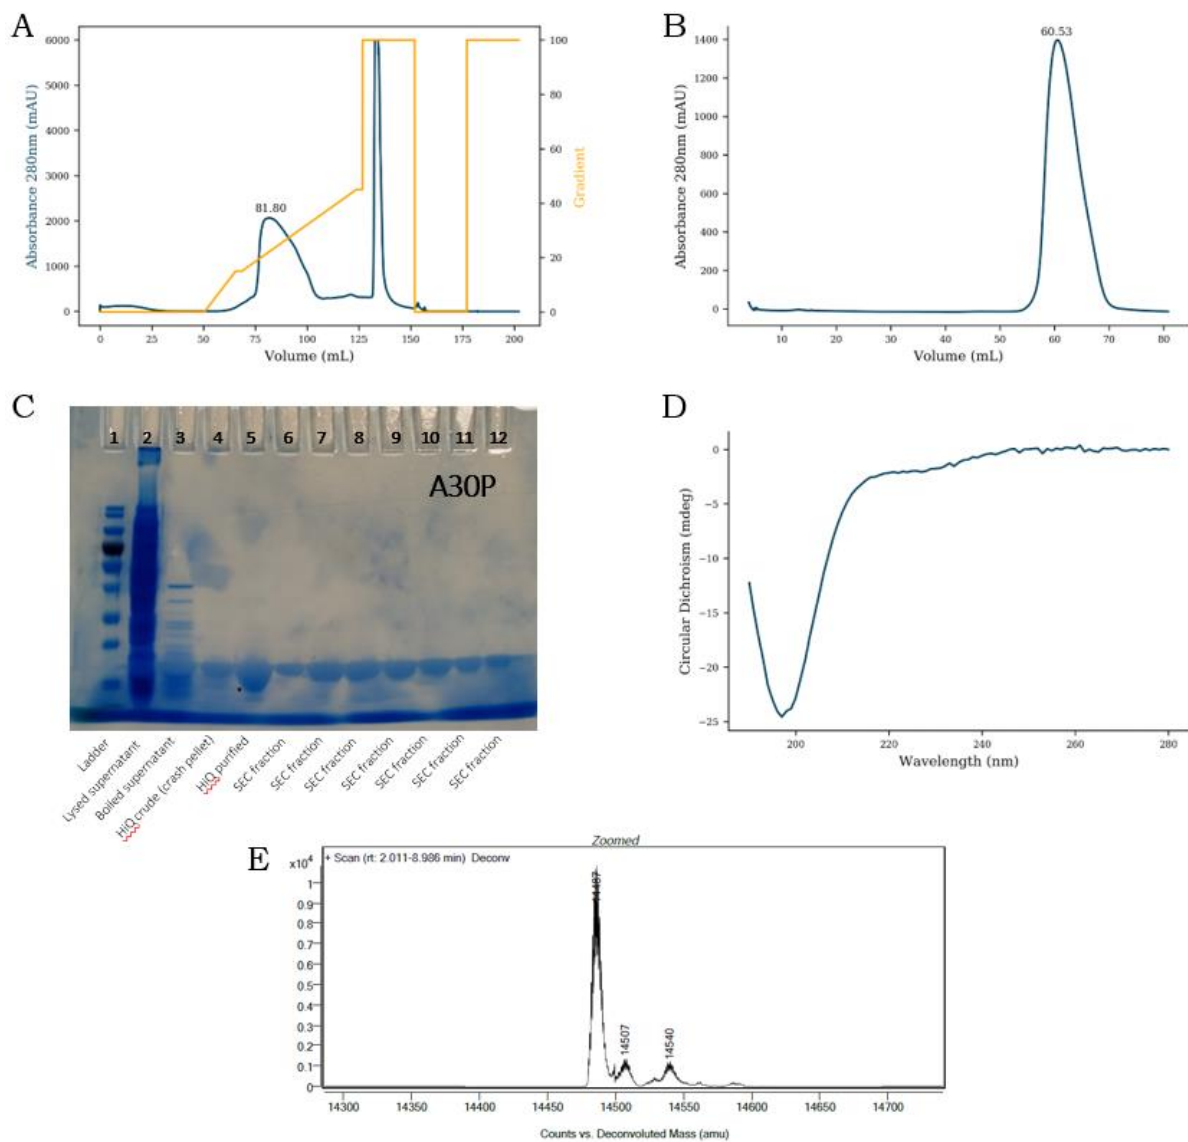 A
6000
5000
4000
3000
2000
1000
0
Absorbance 280nm (mAU)
81.80
0 25 50 75 100 125 150 175 200
Volume (mL)
100
80
60
40
20
0
Gradient
B
60.53
1400
1200
1000
800
600
400
200
0
Absorbance 280nm (mAU)
10 20 30 40 50 60 70 80
Volume (mL)
C
1 2 3 4 5 6 7 8 9 10 11 12
A30P
Ladder
Lysed supernatant
Boiled supernatant
HiQ crude (crash pellet)
HiQ purified
SEC fraction
SEC fraction
SEC fraction
SEC fraction
SEC fraction
SEC fraction
SEC fraction
D
0
−5
−10
−15
−20
−25
Circular Dichroism (mdeg)
200 220 240 260 280
Wavelength (nm)
E
Zoomed
x10⁴
+ Scan (rt: 2.011-8.986 min) Deconv
1
0.9
0.8
0.7
0.6
0.5
0.4
0.3
0.2
0.1
0
14487
14507
14540
14300 14350 14400 14450 14500 14550 14600 14650 14700
Counts vs. Deconvoluted Mass (amu)